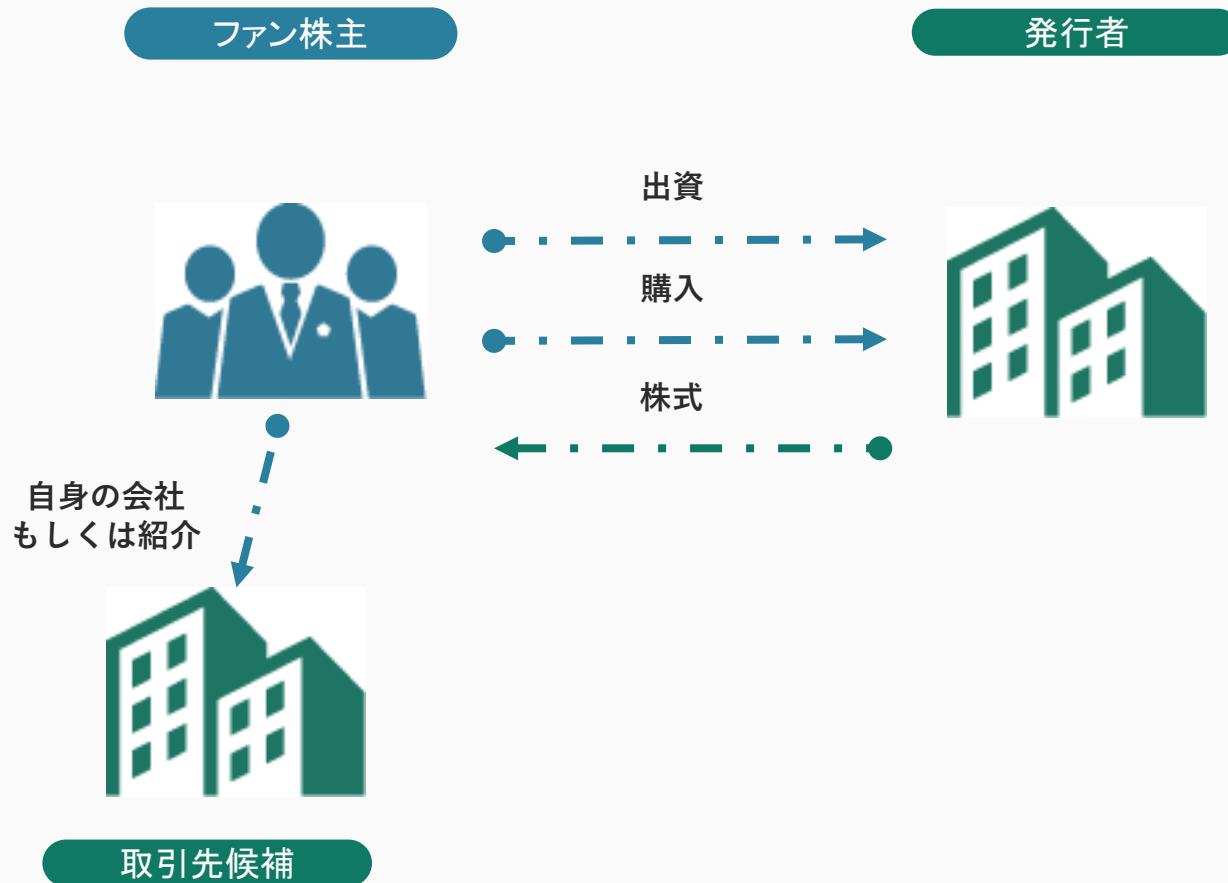 ファン株主
発行者
出資
購入
株式
自身の会社
もしくは紹介
取引先候補